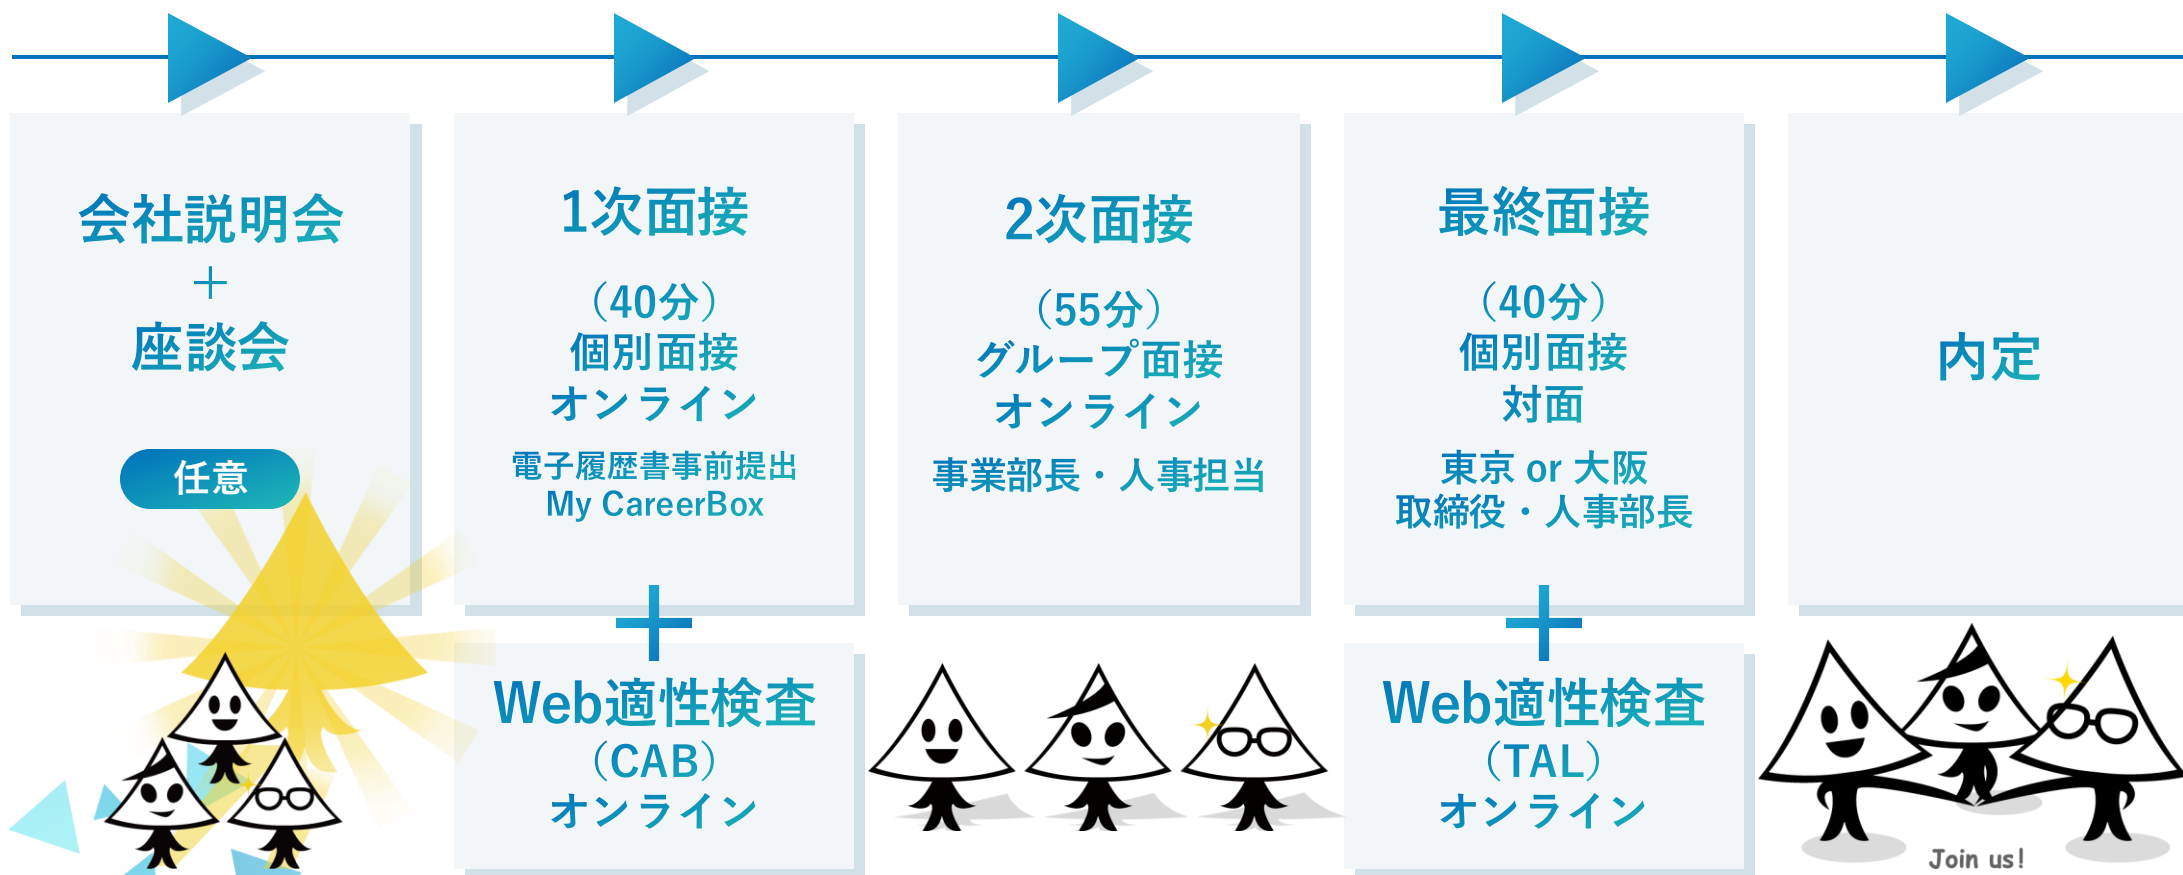 会社説明会
＋
座談会
任意
1次面接
（40分）
個別面接
オンライン
電子履歴書事前提出
My CareerBox
＋
Web適性検査
（CAB）
オンライン
2次面接
（55分）
グループ面接
オンライン
事業部長・人事担当
最終面接
（40分）
個別面接
対面
東京 or 大阪
取締役・人事部長
＋
Web適性検査
（TAL）
オンライン
内定
Join us!